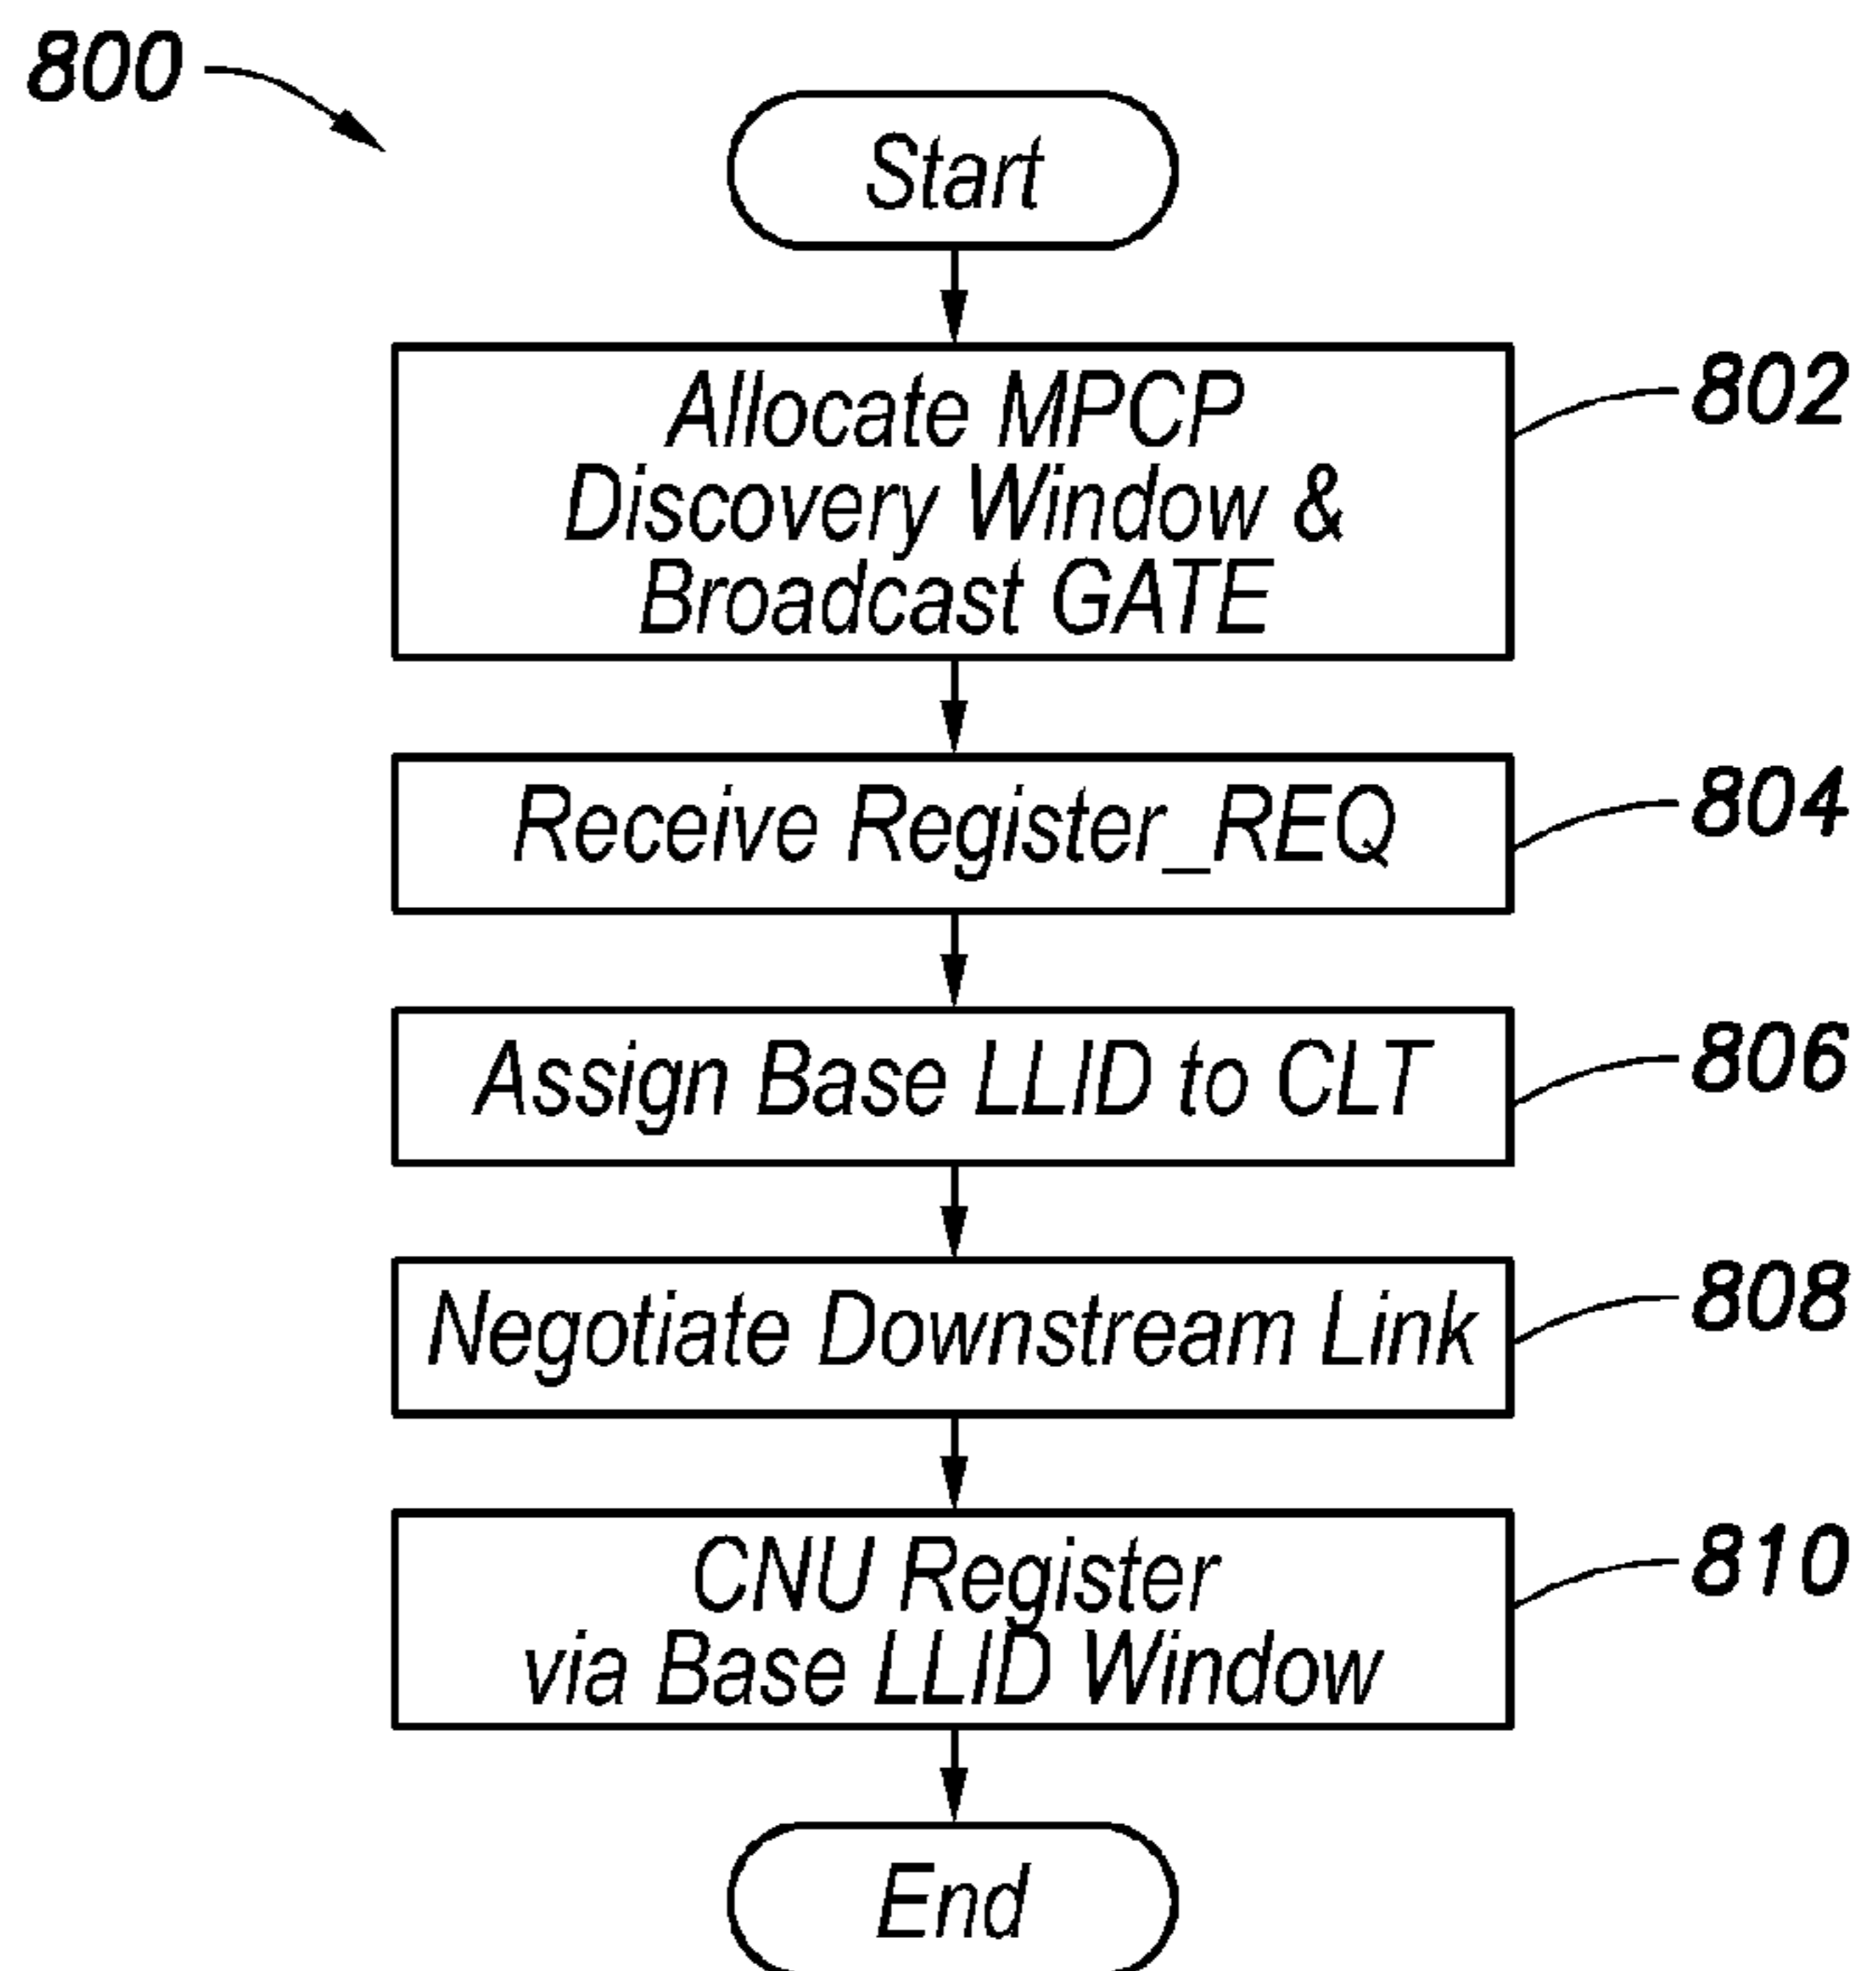 800
Start
Allocate MPCP
Discovery Window &
Broadcast GATE
802
Receive Register_REQ
804
Assign Base LLID to CLT
806
Negotiate Downstream Link
808
CNU Register
via Base LLID Window
810
End